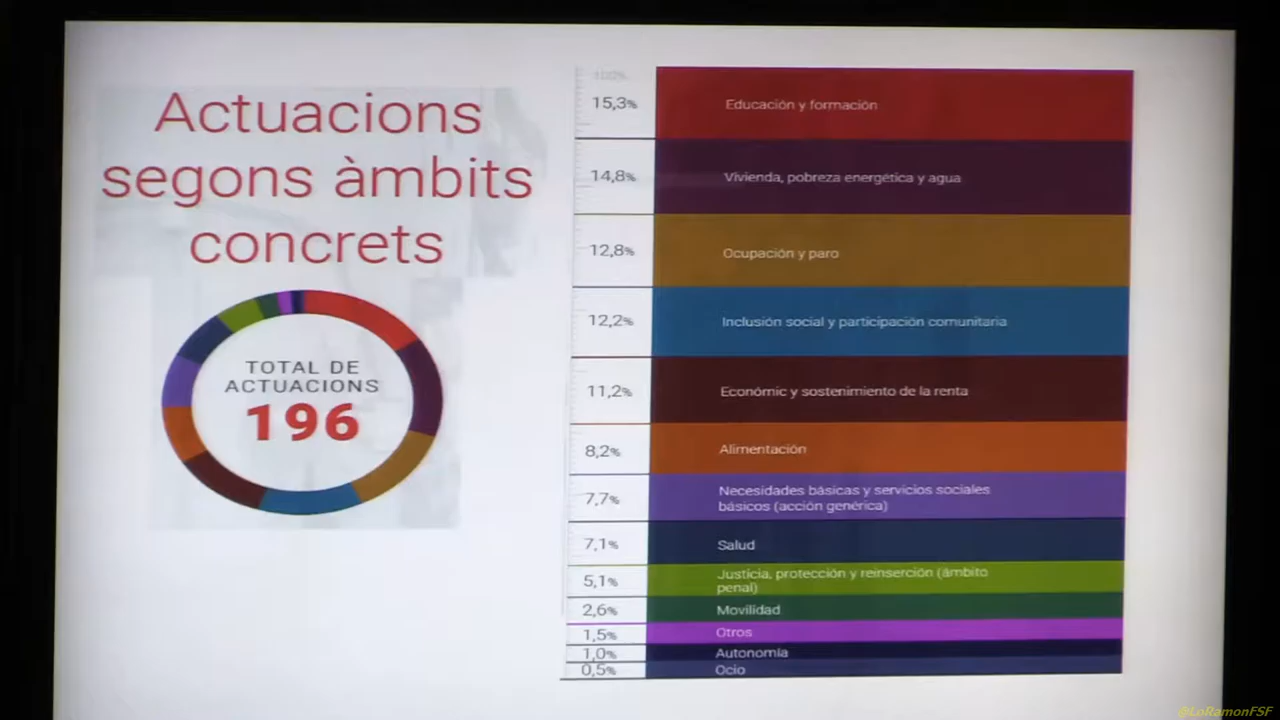 Actuacions
segons àmbits
concrets
TOTAL DE
ACTUACIONS
196
100%
15,3%
Educación y formación
14,8%
Vivienda, pobreza energética y agua
12,8%
Ocupación y paro
12,2%
Inclusión social y participación comunitaria
11,2%
Económic y sostenimiento de la renta
8,2%
Alimentación
7,7%
Necesidades básicas y servicios sociales
básicos (acción genérica)
7,1%
Salud
5,1%
Justicia, protección y reinserción (ámbito
penal)
2,6%
Movilidad
1,5%
Otros
1,0%
Autonomía
0,5%
Ocio
@LoRamonFSF